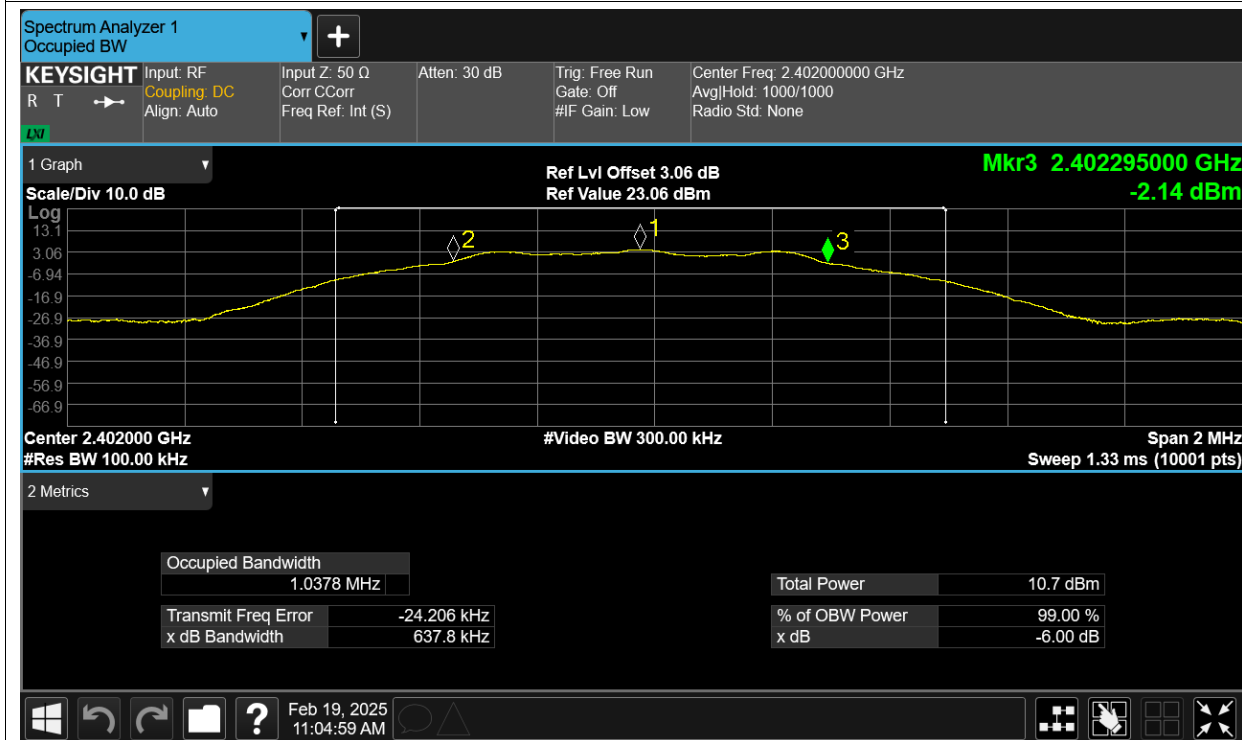 Spectrum Analyzer 1
Occupied BW
KEYSIGHT
R T
LXI
Input: RF
Coupling: DC
Align: Auto
Input Z: 50 Ω
Corr CCorr
Freq Ref: Int (S)
Atten: 30 dB
Trig: Free Run
Gate: Off
#IF Gain: Low
Center Freq: 2.402000000 GHz
Avg|Hold: 1000/1000
Radio Std: None
1 Graph
Scale/Div 10.0 dB
Ref Lvl Offset 3.06 dB
Ref Value 23.06 dBm
Mkr3 2.402295000 GHz
-2.14 dBm
Log
13.1
3.06
-6.94
-16.9
-26.9
-36.9
-46.9
-56.9
-66.9
2
1
3
Center 2.402000 GHz
#Res BW 100.00 kHz
#Video BW 300.00 kHz
Span 2 MHz
Sweep 1.33 ms (10001 pts)
2 Metrics
Occupied Bandwidth
1.0378 MHz
Transmit Freq Error -24.206 kHz
x dB Bandwidth 637.8 kHz
Total Power 10.7 dBm
% of OBW Power 99.00 %
x dB -6.00 dB
?
Feb 19, 2025
11:04:59 AM